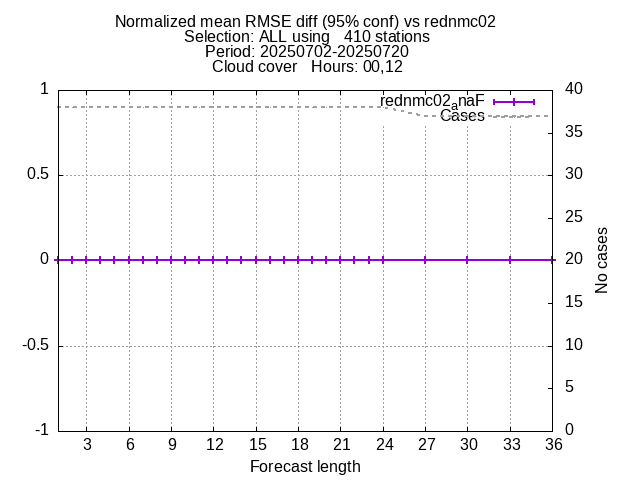 Normalized mean RMSE diff (95% conf) vs rednmc02
Selection: ALL using   410 stations
Period: 20250702-20250720
Cloud cover   Hours: 00,12
1
0.5
0
-0.5
-1
40
35
30
25
20
15
10
5
0
rednmc02anaF
Cases
No cases
3 6 9 12 15 18 21 24 27 30 33 36
Forecast length